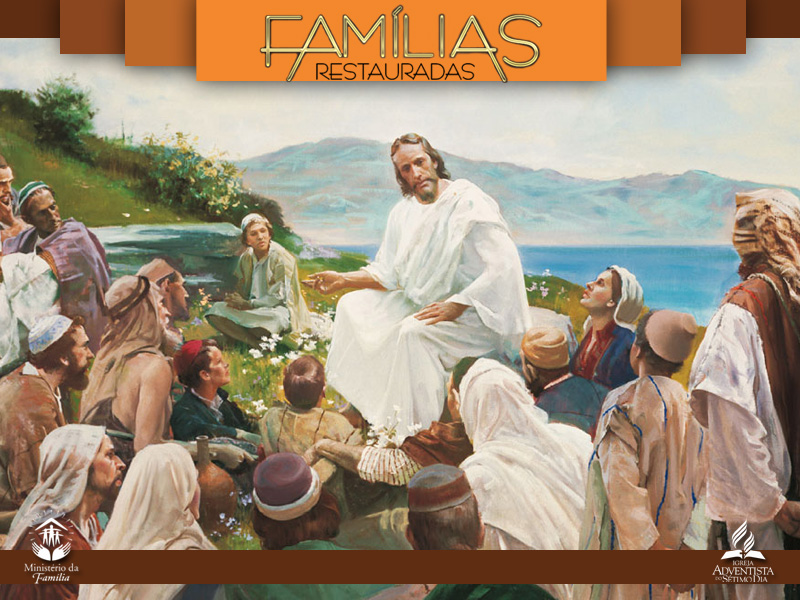 FAMÍLIAS
RESTAURADAS
Ministério da
Família
IGREJA
ADVENTISTA
DO SÉTIMO DIA